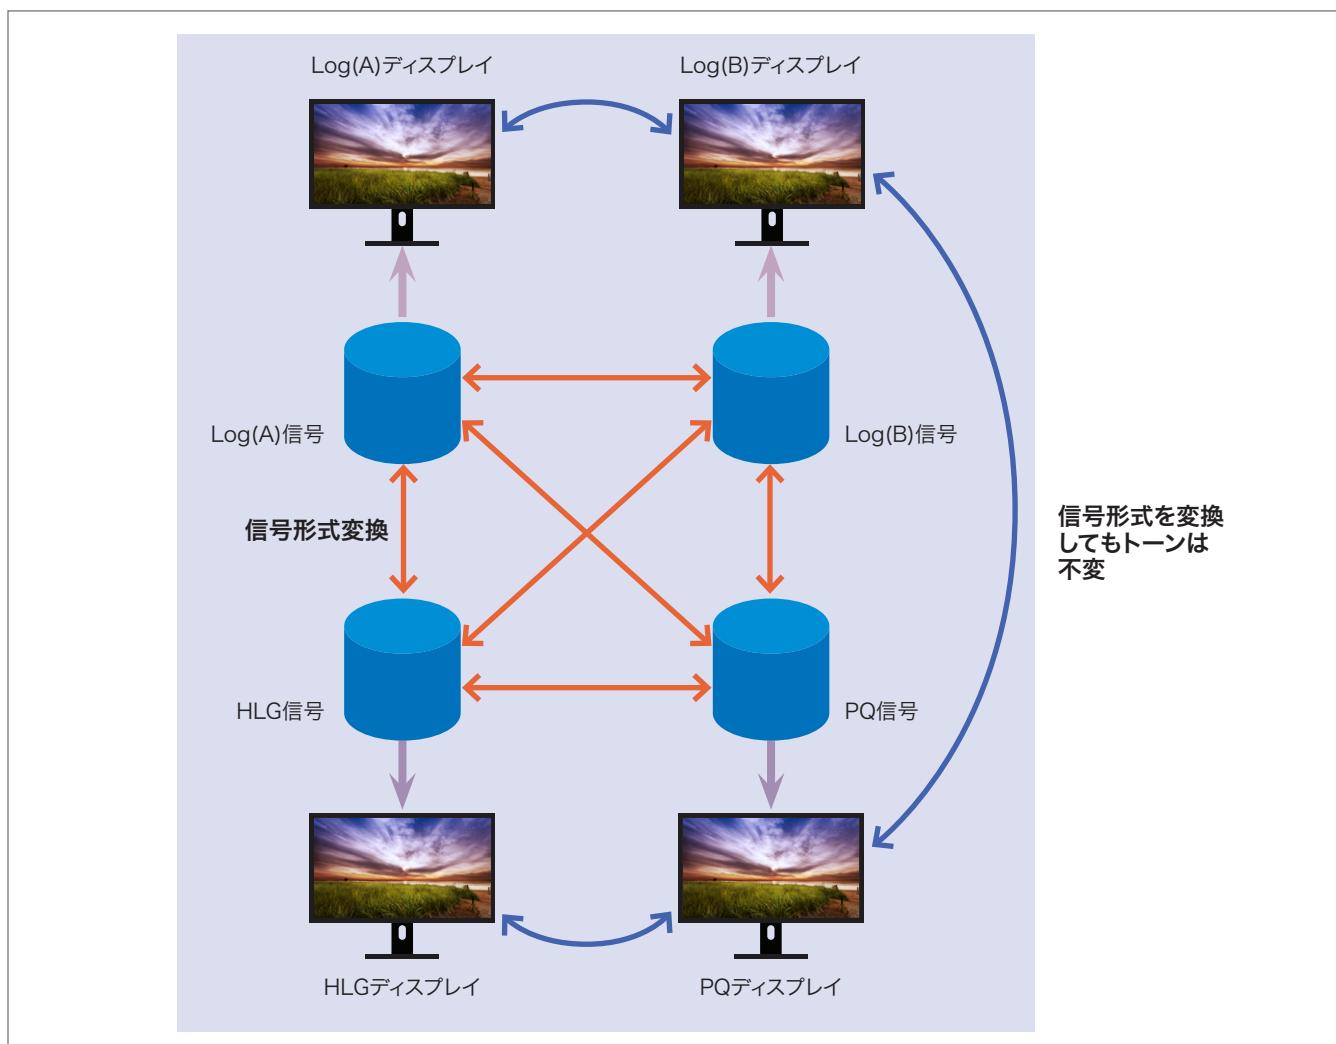 Log(A)ディスプレイ
Log(B)ディスプレイ
Log(A)信号
Log(B)信号
信号形式変換
信号形式を変換
してもトーンは
不変
HLG信号
PQ信号
HLGディスプレイ
PQディスプレイ